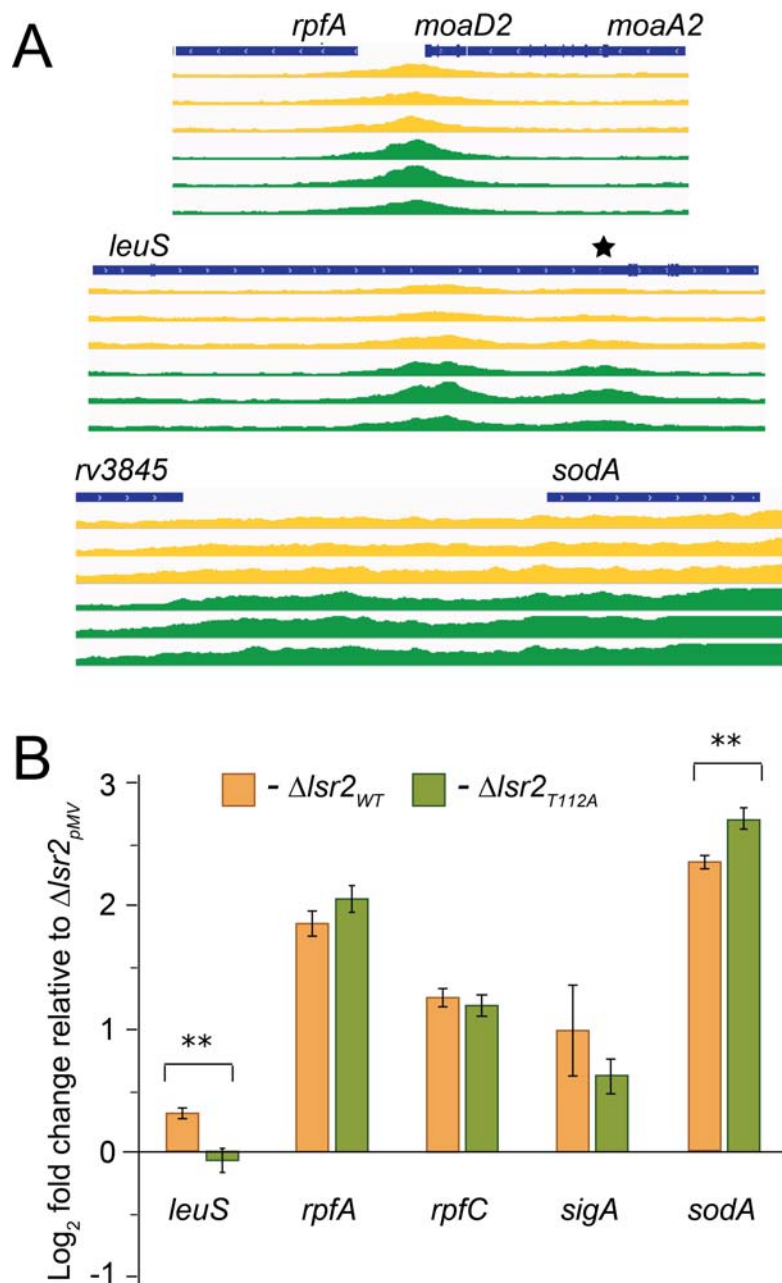 A
rpfA moaD2 moaA2
leuS ★
rv3845 sodA
B
- Δlsr2WT - Δlsr2T112A
**
**
Log2 fold change relative to Δlsr2pMV
3
2
1
0
-1
leuS rpfA rpfC sigA sodA